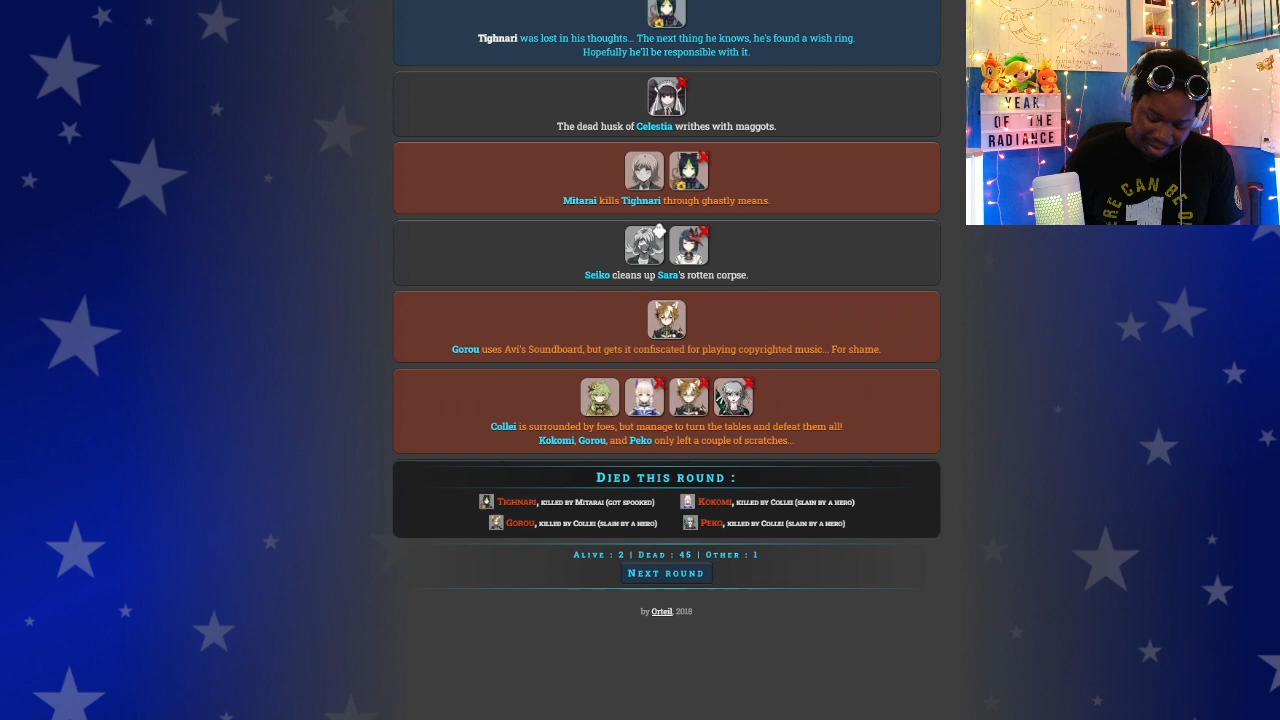 Tighnari was lost in his thoughts... The next thing he knows, he's found a wish ring.
Hopefully he'll be responsible with it.
The dead husk of Celestia writhes with maggots.
Mitarai kills Tighnari through ghastly means.
Seiko cleans up Sara's rotten corpse.
Gorou uses Avi's Soundboard, but gets it confiscated for playing copyrighted music... For shame.
Collei is surrounded by foes, but manage to turn the tables and defeat them all!
Kokomi, Gorou, and Peko only left a couple of scratches...
Died this round :
Tighnari, killed by Mitarai (got spooked)
Kokomi, killed by Collei (slain by a hero)
Gorou, killed by Collei (slain by a hero)
Peko, killed by Collei (slain by a hero)
Alive : 2 | Dead : 45 | Other : 1
Next round
by Orteil, 2018
YEAR
OF THE
RADIANCE
CAN BE
1